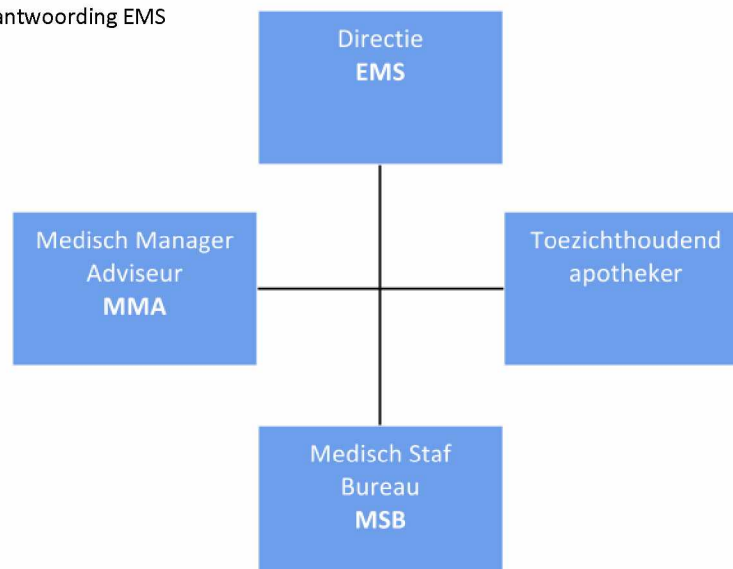 antwoording EMS
Directie
EMS
Medisch Manager
Adviseur
MMA
Toezichthoudend
apotheker
Medisch Staf
Bureau
MSB